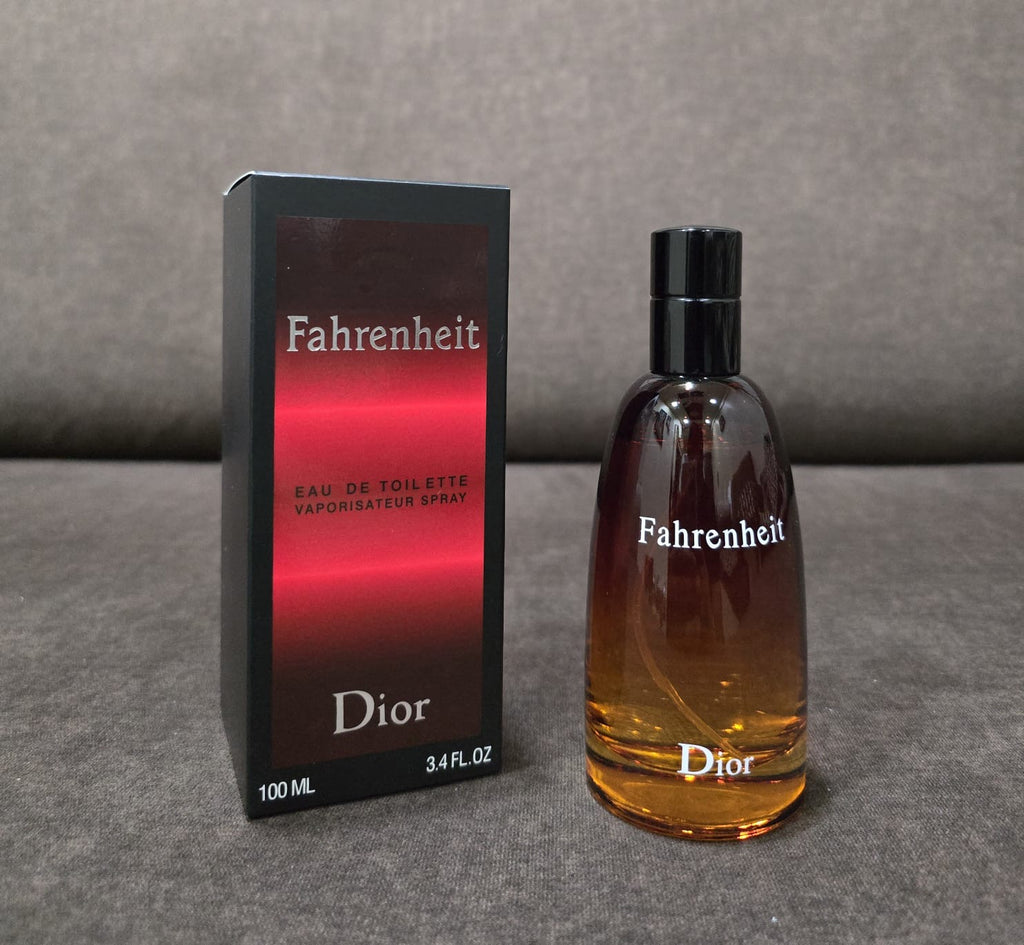 Fahrenheit
EAU DE TOILETTE
VAPORISATEUR SPRAY
Dior
100 ML
3.4 FL.OZ
Fahrenheit
Dior